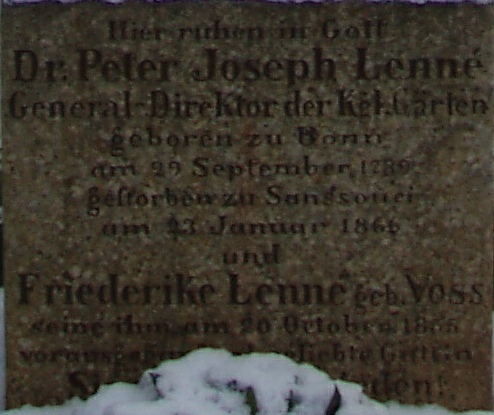 Hier ruhen in Gott
Dr. Peter Joseph Lenné
General-Direktor der Kgl. Gärten
geboren zu Bonn
am 29 September 1789
gestorben zu Sanssouci
am 23 Januar 1866
und
Friederike Lenné geb. Voss
seine ihm am 20 October 1855
geliebte Gattin